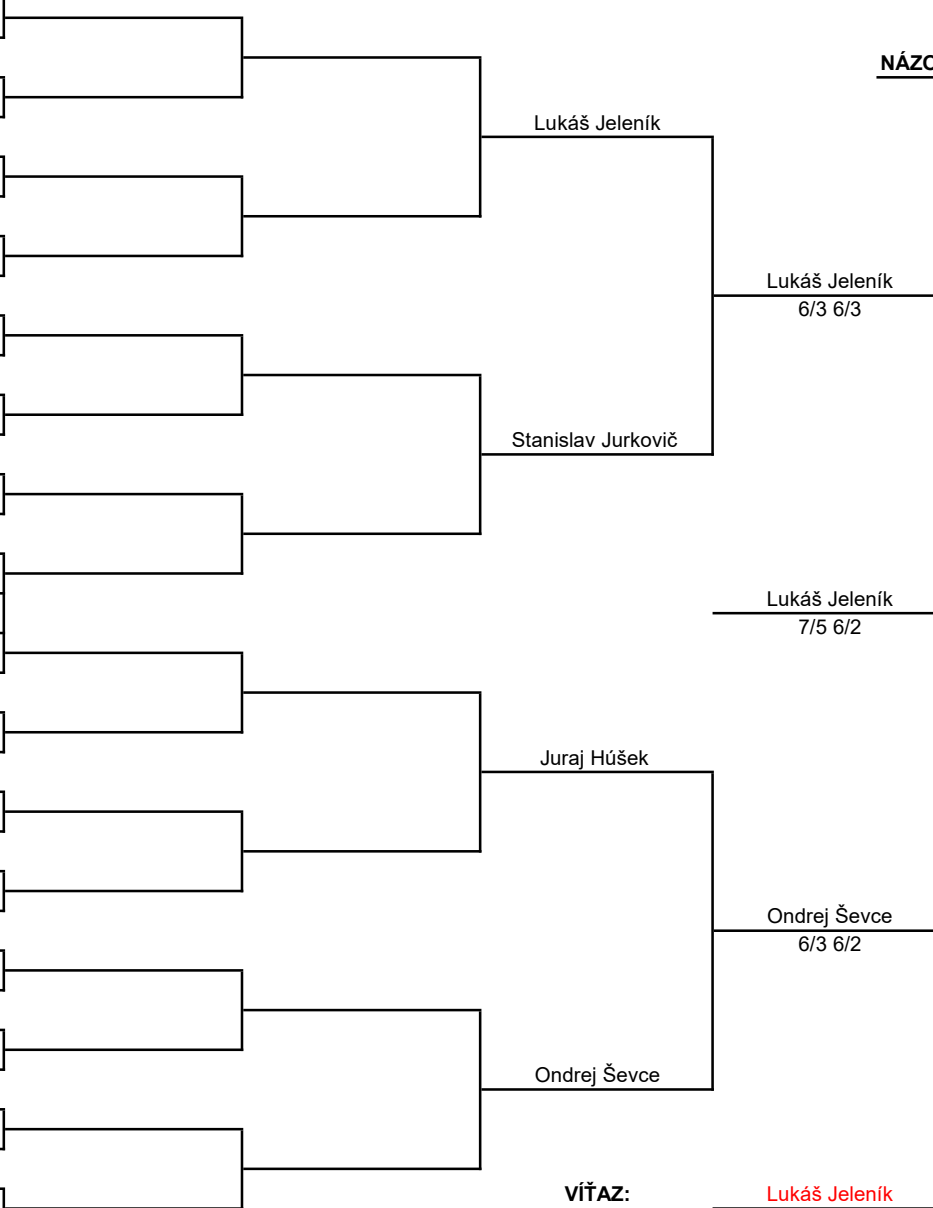 NÁZO
Lukáš Jeleník
Lukáš Jeleník
6/3 6/3
Stanislav Jurkovič
Lukáš Jeleník
7/5 6/2
Juraj Húšek
Ondrej Ševce
6/3 6/2
Ondrej Ševce
VÍŤAZ: Lukáš Jeleník